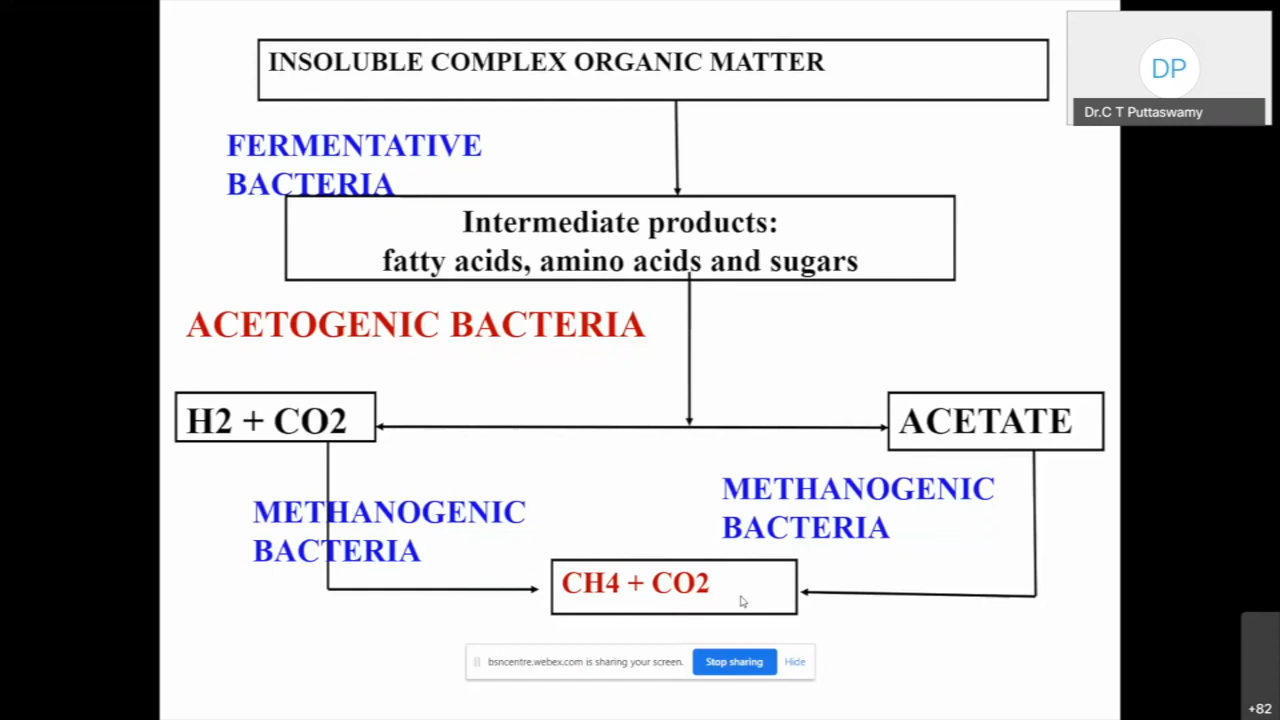 INSOLUBLE COMPLEX ORGANIC MATTER
DP
Dr.C T Puttaswamy
FERMENTATIVE
BACTERIA
Intermediate products:
fatty acids, amino acids and sugars
ACETOGENIC BACTERIA
H2 + CO2
ACETATE
METHANOGENIC
BACTERIA
METHANOGENIC
BACTERIA
CH4 + CO2
bsncentre.webex.com is sharing your screen.
Stop sharing
Hide
+82